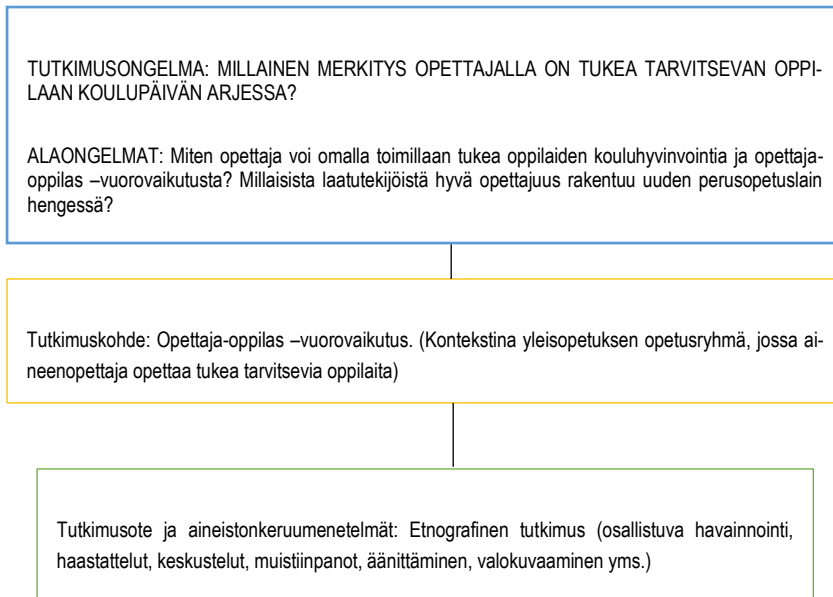 TUTKIMUSONGELMA: MILLAINEN MERKITYS OPETTAJALLA ON TUKEA TARVITSEVAN OPPI-
LAAN KOULUPÄIVÄN ARJESSA?
ALAONGELMAT: Miten opettaja voi omalla toimillaan tukea oppilaiden kouluhyvinvointia ja opettaja-
oppilas –vuorovaikutusta? Millaisista laatutekijöistä hyvä opettajuus rakentuu uuden perusopetuslain
hengessä?
Tutkimuskohde: Opettaja-oppilas –vuorovaikutus. (Kontekstina yleisopetuksen opetusryhmä, jossa ai-
neenopettaja opettaa tukea tarvitsevia oppilaita)
Tutkimusote ja aineistonkeruumenetelmät: Etnografinen tutkimus (osallistuva havainnointi,
haastattelut, keskustelut, muistiinpanot, äänittäminen, valokuvaaminen yms.)